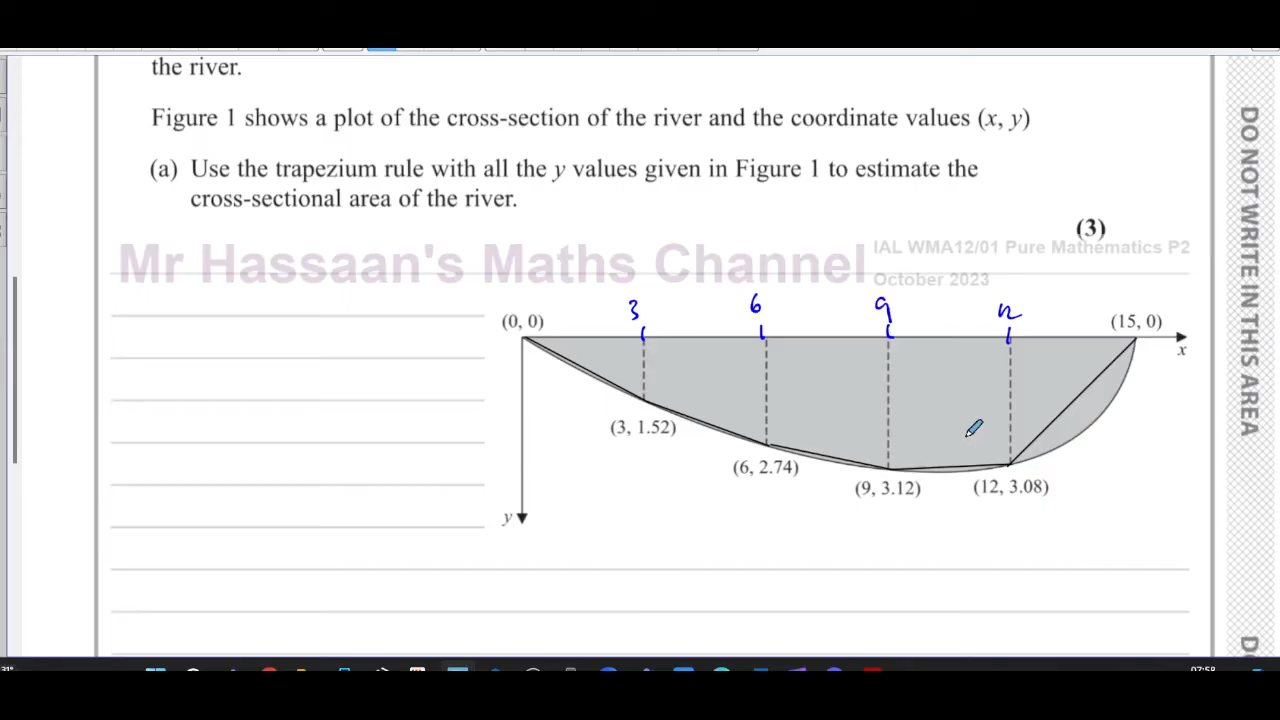 the river.
Figure 1 shows a plot of the cross-section of the river and the coordinate values (x, y)
(a) Use the trapezium rule with all the y values given in Figure 1 to estimate the
cross-sectional area of the river.
(3)
Mr Hassaan's Maths Channel
IAL WMA12/01 Pure Mathematics P2
October 2023
3 6 9 12
(0, 0) (15, 0)
x
(3, 1.52)
(6, 2.74)
(9, 3.12) (12, 3.08)
y
DO NOT WRITE IN THIS AREA
DO
31°
07:58